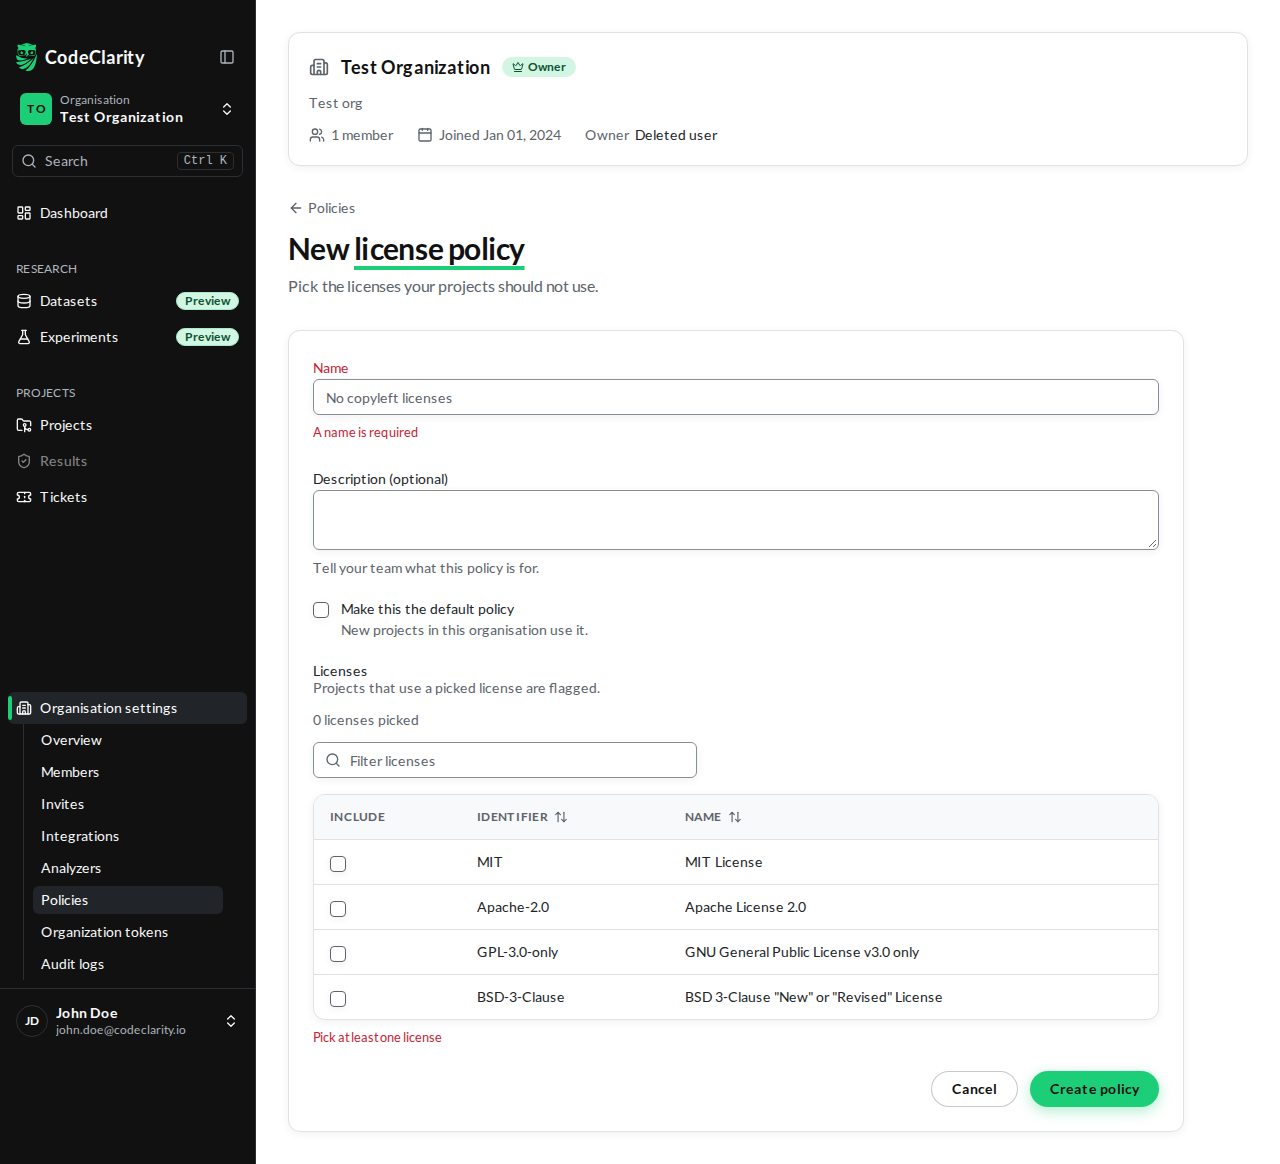 CodeClarity
TO
Organisation
Test Organization
Search
Ctrl K
Dashboard
RESEARCH
Datasets
Preview
Experiments
Preview
PROJECTS
Projects
Results
Tickets
Organisation settings
Overview
Members
Invites
Integrations
Analyzers
Policies
Organization tokens
Audit logs
JD
John Doe
john.doe@codeclarity.io
Test Organization
Owner
Test org
1 member
Joined Jan 01, 2024
Owner Deleted user
Policies
New license policy
Pick the licenses your projects should not use.
Name
No copyleft licenses
A name is required
Description (optional)
Tell your team what this policy is for.
Make this the default policy
New projects in this organisation use it.
Licenses
Projects that use a picked license are flagged.
0 licenses picked
Filter licenses
INCLUDE IDENTIFIER NAME
MIT MIT License
Apache-2.0 Apache License 2.0
GPL-3.0-only GNU General Public License v3.0 only
BSD-3-Clause BSD 3-Clause "New" or "Revised" License
Pick at least one license
Cancel
Create policy